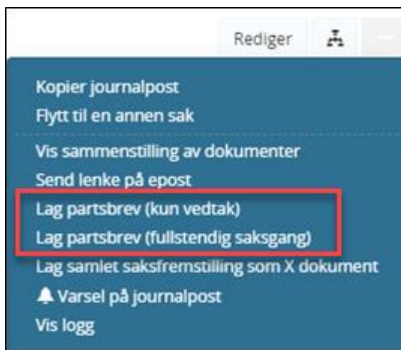 Rediger
Kopier journalpost
Flytt til en annen sak
Vis sammenstilling av dokumenter
Send lenke på epost
Lag partsbrev (kun vedtak)
Lag partsbrev (fullstendig saksgang)
Lag samlet saksfremstilling som X dokument
Varsel på journalpost
Vis logg